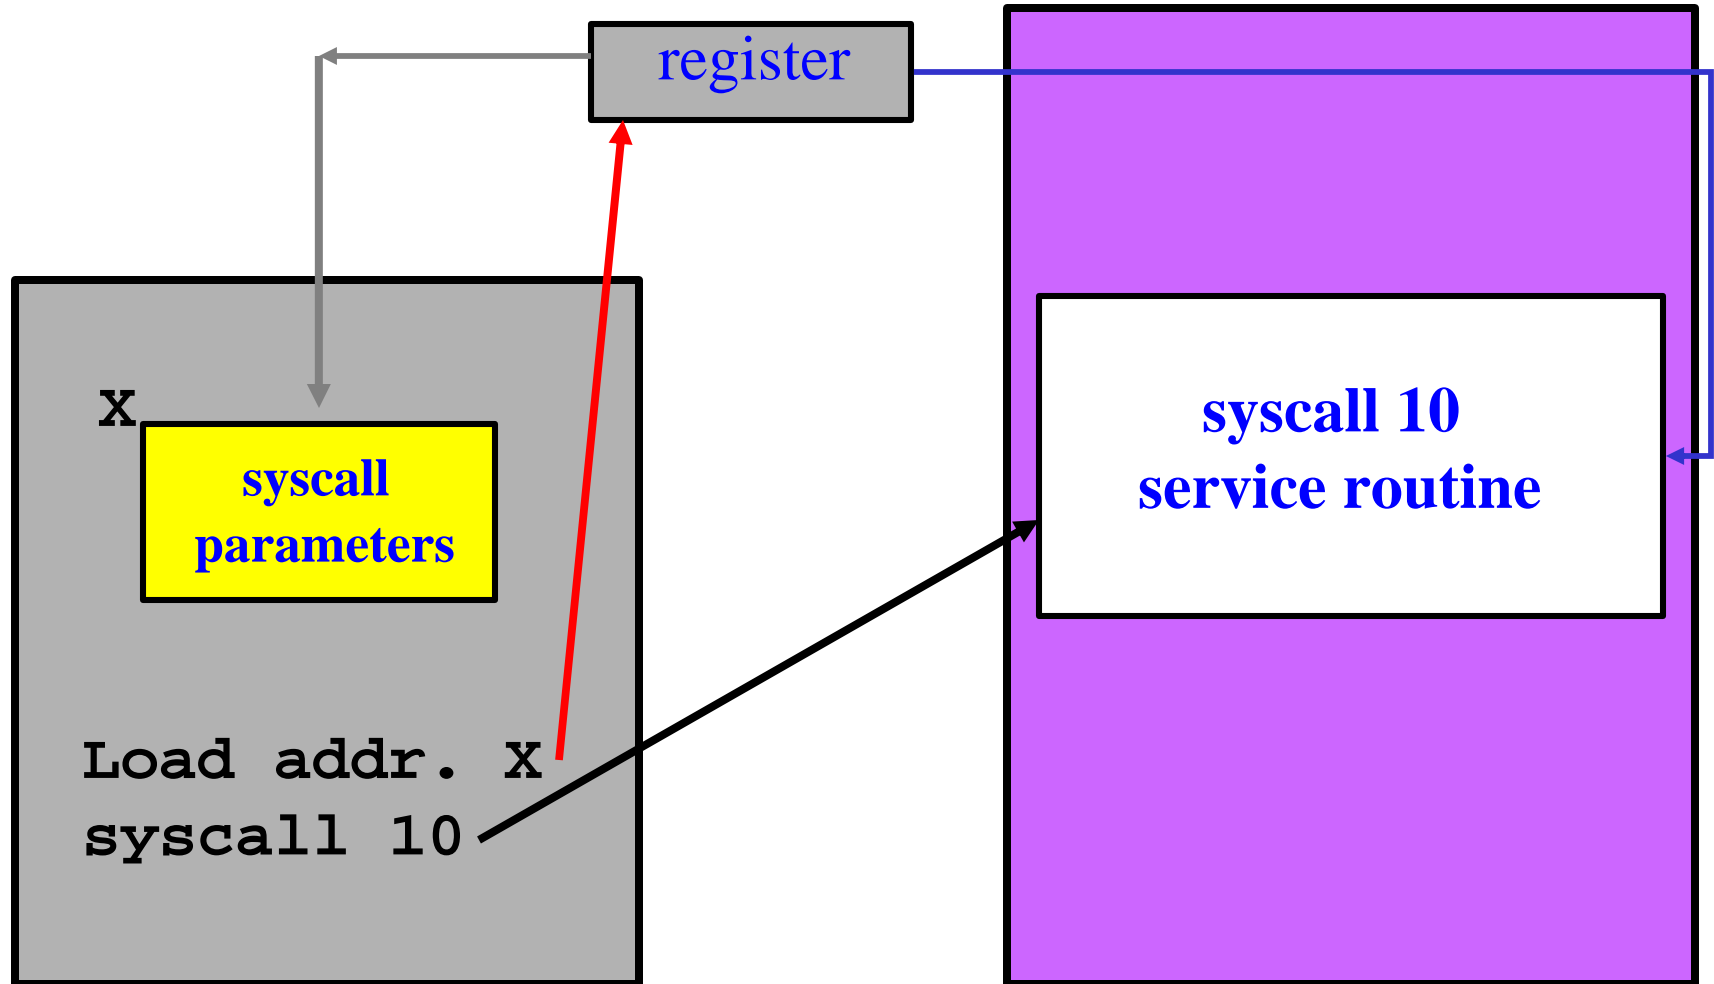 register
X
syscall
parameters
Load addr. X
syscall 10
syscall 10
service routine